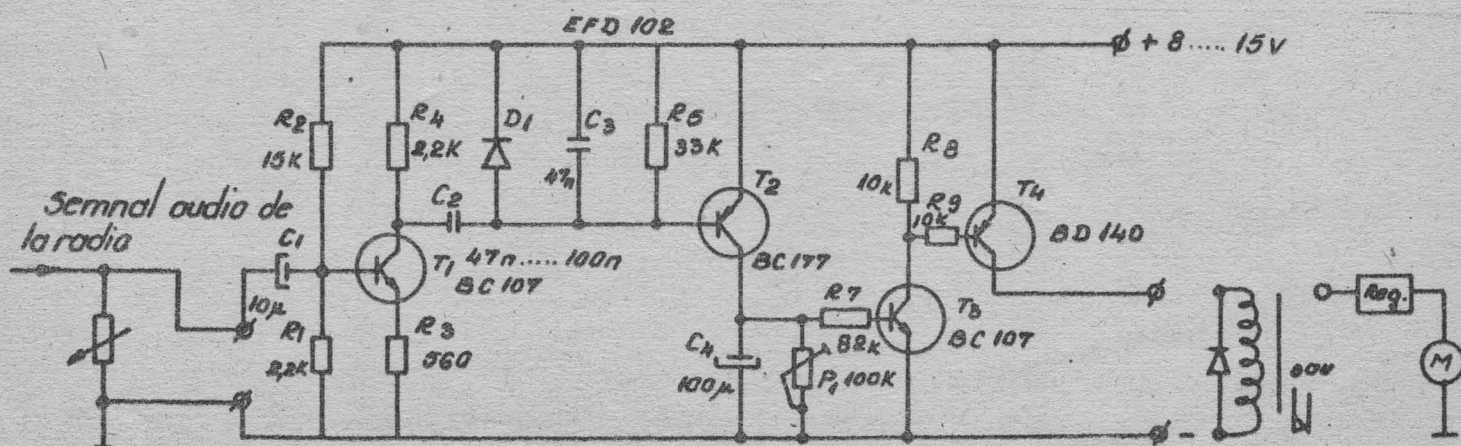 EFD 102
+ 8 ..... 15V
R2
15K
R4
2,2K
D1
C3
47n
R6
33K
R8
10K
T2
T4
R9
10K
BD 140
Semnal audio de
la radio
C1
10μ
C2
47n ..... 100n
T1
BC 107
BC 177
R7
82K
T3
BC 107
R1
2,2K
R3
560
C4
100μ
P1 100K
Reg.
M
-